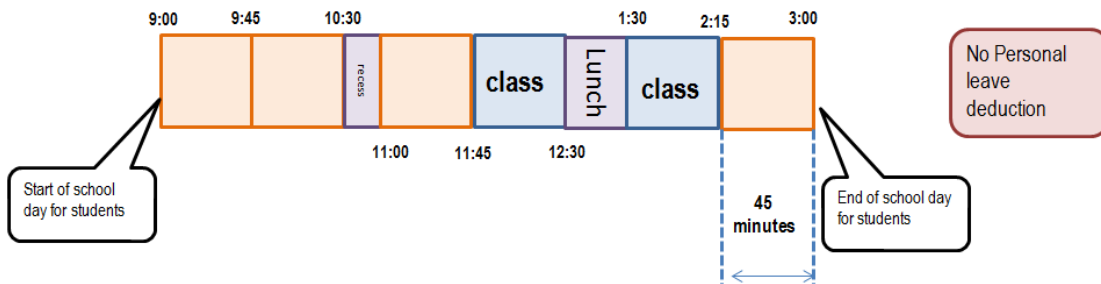 9:00
9:45
10:30
1:30
2:15
3:00
recess
class
Lunch
class
11:00
11:45
12:30
No Personal
leave
deduction
Start of school
day for students
45
minutes
End of school day
for students